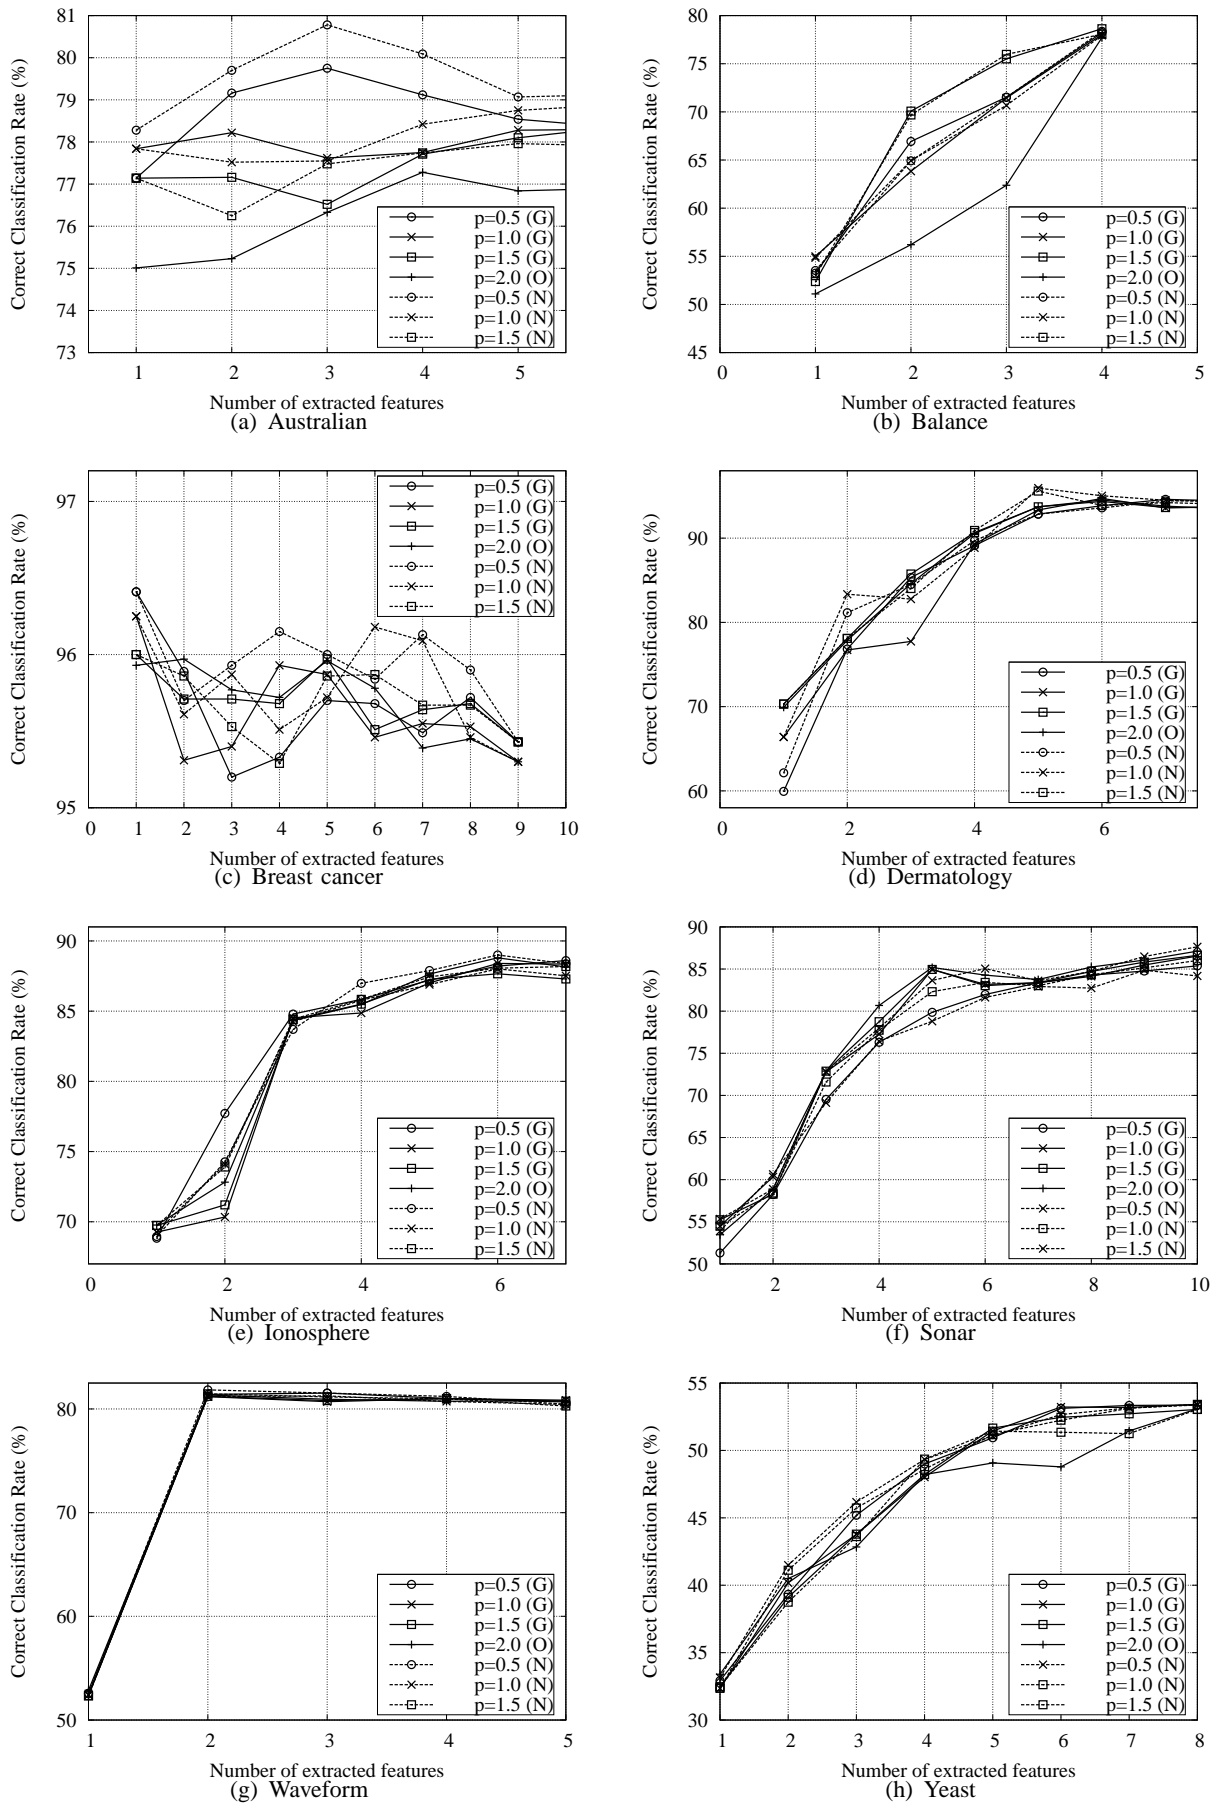 81
80
79
78
77
76
75
74
73
Correct Classification Rate (%)
p=0.5 (G)
p=1.0 (G)
p=1.5 (G)
p=2.0 (O)
p=0.5 (N)
p=1.0 (N)
p=1.5 (N)
1 2 3 4 5
Number of extracted features
(a) Australian
80
75
70
65
60
55
50
45
Correct Classification Rate (%)
p=0.5 (G)
p=1.0 (G)
p=1.5 (G)
p=2.0 (O)
p=0.5 (N)
p=1.0 (N)
p=1.5 (N)
0 1 2 3 4 5
Number of extracted features
(b) Balance
97
96
95
Correct Classification Rate (%)
p=0.5 (G)
p=1.0 (G)
p=1.5 (G)
p=2.0 (O)
p=0.5 (N)
p=1.0 (N)
p=1.5 (N)
0 1 2 3 4 5 6 7 8 9 10
Number of extracted features
(c) Breast cancer
90
80
70
60
Correct Classification Rate (%)
p=0.5 (G)
p=1.0 (G)
p=1.5 (G)
p=2.0 (O)
p=0.5 (N)
p=1.0 (N)
p=1.5 (N)
0 2 4 6
Number of extracted features
(d) Dermatology
90
85
80
75
70
Correct Classification Rate (%)
p=0.5 (G)
p=1.0 (G)
p=1.5 (G)
p=2.0 (O)
p=0.5 (N)
p=1.0 (N)
p=1.5 (N)
0 2 4 6
Number of extracted features
(e) Ionosphere
90
85
80
75
70
65
60
55
50
Correct Classification Rate (%)
p=0.5 (G)
p=1.0 (G)
p=1.5 (G)
p=2.0 (O)
p=0.5 (N)
p=1.0 (N)
p=1.5 (N)
2 4 6 8 10
Number of extracted features
(f) Sonar
80
70
60
50
Correct Classification Rate (%)
p=0.5 (G)
p=1.0 (G)
p=1.5 (G)
p=2.0 (O)
p=0.5 (N)
p=1.0 (N)
p=1.5 (N)
1 2 3 4 5
Number of extracted features
(g) Waveform
55
50
45
40
35
30
Correct Classification Rate (%)
p=0.5 (G)
p=1.0 (G)
p=1.5 (G)
p=2.0 (O)
p=0.5 (N)
p=1.0 (N)
p=1.5 (N)
1 2 3 4 5 6 7 8
Number of extracted features
(h) Yeast